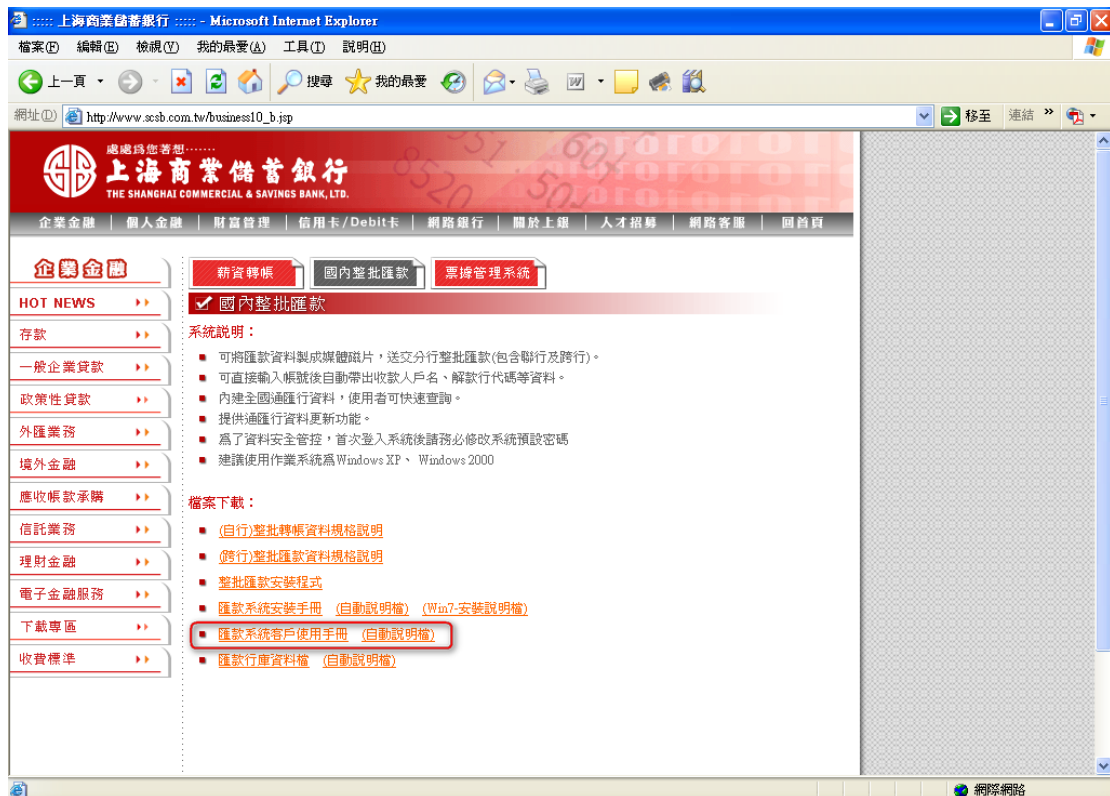 ::::: 上海商業儲蓄銀行 ::::: - Microsoft Internet Explorer
檔案(F) 編輯(E) 檢視(V) 我的最愛(A) 工具(T) 說明(H)
上一頁 搜尋 我的最愛
網址(D) http://www.scsb.com.tw/business10_b.jsp 移至 連結 »
處處為您著想.......
上海商業儲蓄銀行
THE SHANGHAI COMMERCIAL & SAVINGS BANK, LTD.
企業金融 | 個人金融 | 財富管理 | 信用卡/Debit卡 | 網路銀行 | 關於上銀 | 人才招募 | 網路客服 | 回首頁
企業金融
HOT NEWS
存款
一般企業貸款
政策性貸款
外匯業務
境外金融
應收帳款承購
信託業務
理財金融
電子金融服務
下載專區
收費標準
薪資轉帳 國內整批匯款 票據管理系統
國內整批匯款
系統說明：
■ 可將匯款資料製成媒體磁片，送交分行整批匯款(包含聯行及跨行)。
■ 可直接輸入帳號後自動帶出收款人戶名、解款行代碼等資料。
■ 內建全國通匯行資料，使用者可快速查詢。
■ 提供通匯行資料更新功能。
■ 為了資料安全管控，首次登入系統後請務必修改系統預設密碼
■ 建議使用作業系統為Windows XP、 Windows 2000
檔案下載：
■ (自行)整批轉帳資料規格說明
■ (跨行)整批匯款資料規格說明
■ 整批匯款安裝程式
■ 匯款系統安裝手冊 (自動說明檔) (Win7-安裝說明檔)
■ 匯款系統客戶使用手冊 (自動說明檔)
■ 匯款行庫資料檔 (自動說明檔)
網際網路